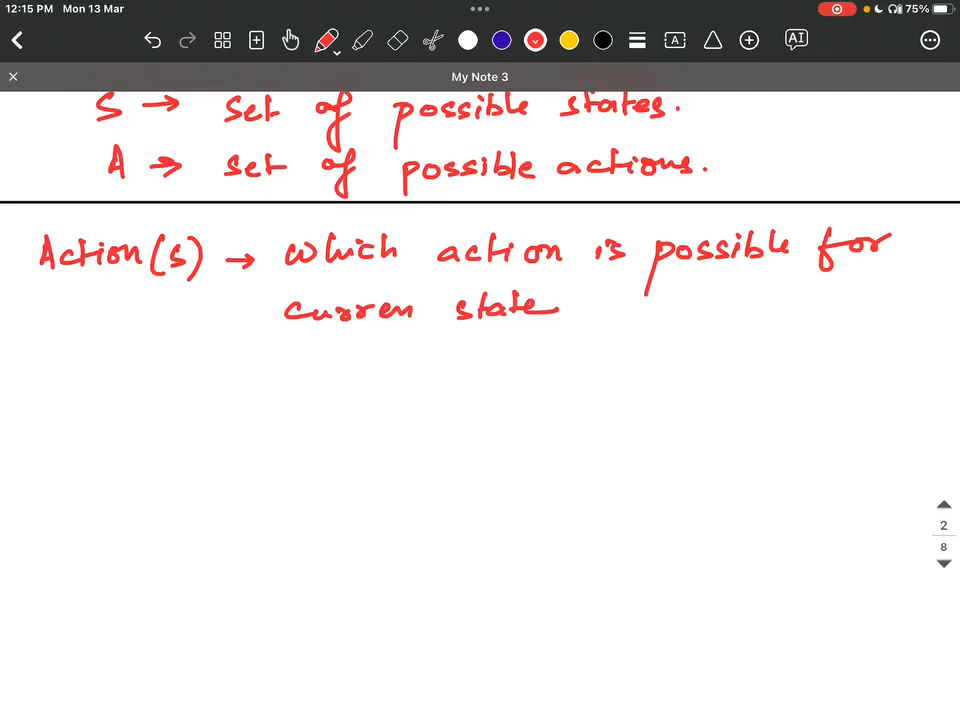 12:15 PM Mon 13 Mar
75%
A
AI
My Note 3
S → set of possible states.
A → set of possible actions.
Action(s) → which action is possible for
curren state
2
8